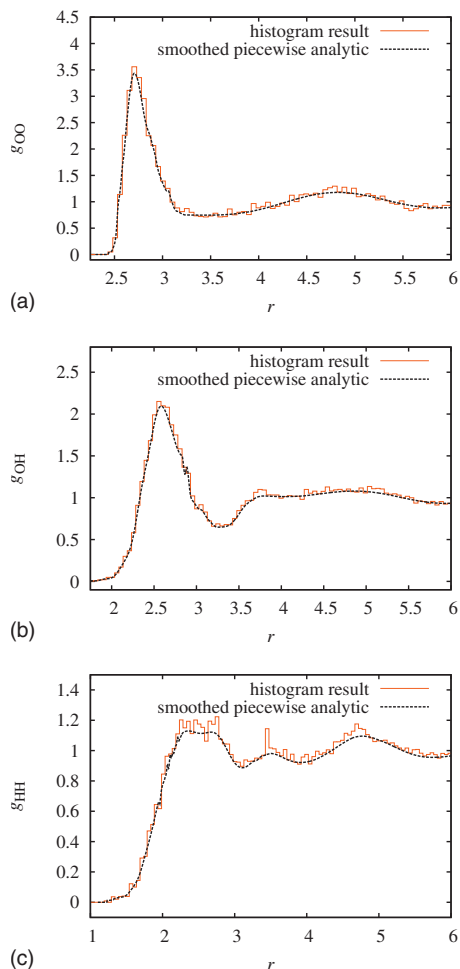 4.5
4
3.5
3
2.5
2
1.5
1
0.5
0
g_OO
histogram result
smoothed piecewise analytic
2.5 3 3.5 4 4.5 5 5.5 6
(a)
r
2.5
2
1.5
1
0.5
0
g_OH
histogram result
smoothed piecewise analytic
2 2.5 3 3.5 4 4.5 5 5.5 6
(b)
r
1.4
1.2
1
0.8
0.6
0.4
0.2
0
g_HH
histogram result
smoothed piecewise analytic
1 2 3 4 5 6
(c)
r